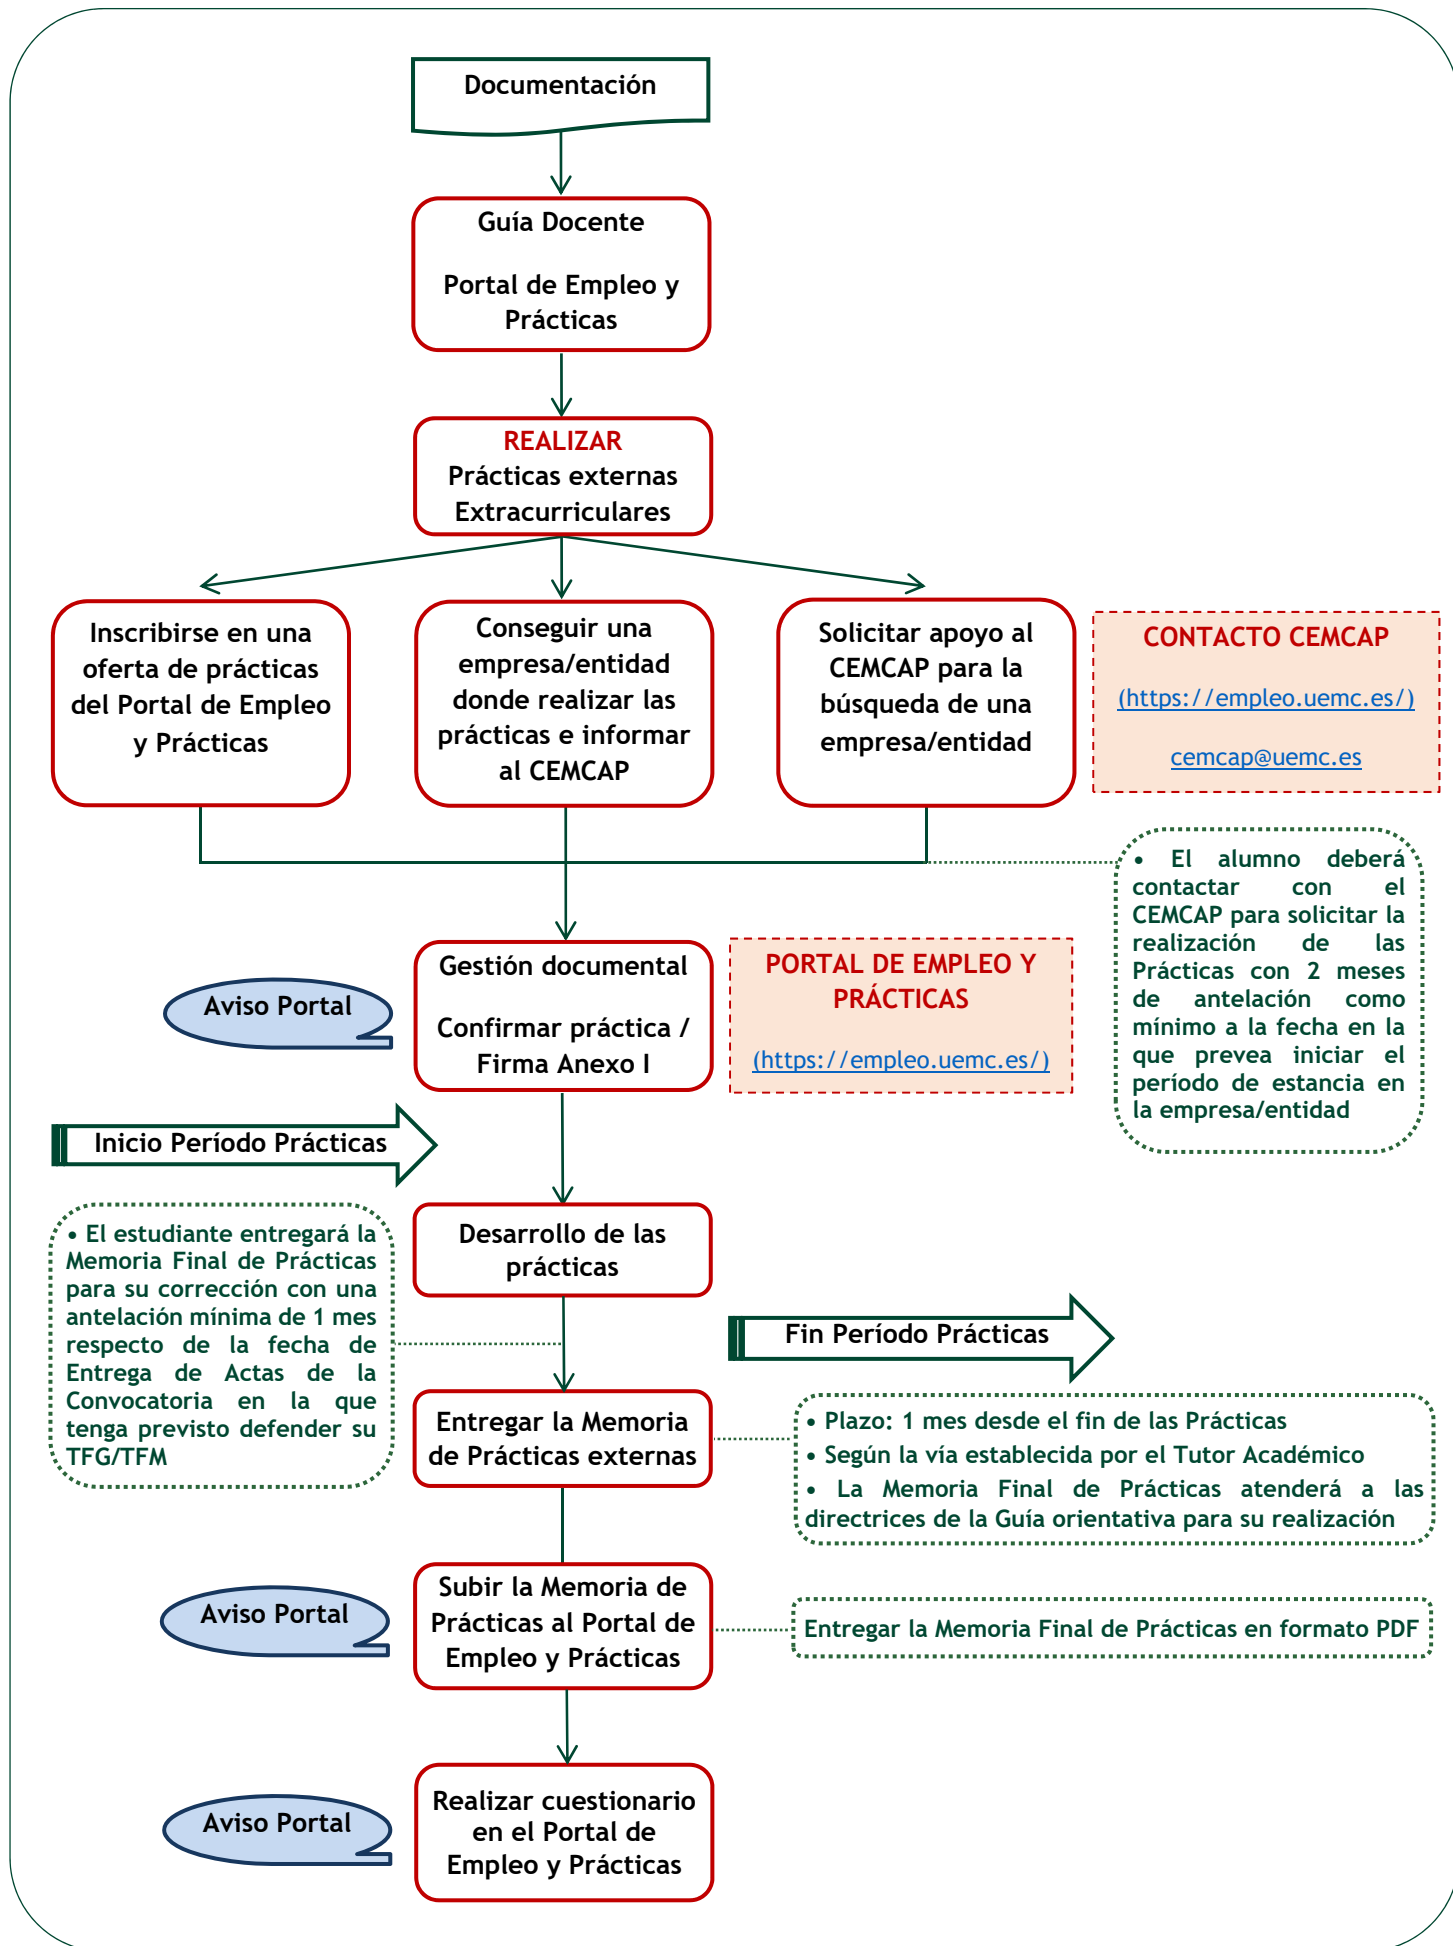 Documentación
Guía Docente
Portal de Empleo y
Prácticas
REALIZAR
Prácticas externas
Extracurriculares
Inscribirse en una
oferta de prácticas
del Portal de Empleo
y Prácticas
Conseguir una
empresa/entidad
donde realizar las
prácticas e informar
al CEMCAP
Solicitar apoyo al
CEMCAP para la
búsqueda de una
empresa/entidad
CONTACTO CEMCAP
(https://empleo.uemc.es/)
cemcap@uemc.es
• El alumno deberá
contactar con el
CEMCAP para solicitar la
realización de las
Prácticas con 2 meses
de antelación como
mínimo a la fecha en la
que prevea iniciar el
período de estancia en
la empresa/entidad
Aviso Portal
Gestión documental
Confirmar práctica /
Firma Anexo I
PORTAL DE EMPLEO Y
PRÁCTICAS
(https://empleo.uemc.es/)
Inicio Período Prácticas
Desarrollo de las
prácticas
• El estudiante entregará la
Memoria Final de Prácticas
para su corrección con una
antelación mínima de 1 mes
respecto de la fecha de
Entrega de Actas de la
Convocatoria en la que
tenga previsto defender su
TFG/TFM
Fin Período Prácticas
Entregar la Memoria
de Prácticas externas
• Plazo: 1 mes desde el fin de las Prácticas
• Según la vía establecida por el Tutor Académico
• La Memoria Final de Prácticas atenderá a las
directrices de la Guía orientativa para su realización
Aviso Portal
Subir la Memoria de
Prácticas al Portal de
Empleo y Prácticas
Entregar la Memoria Final de Prácticas en formato PDF
Aviso Portal
Realizar cuestionario
en el Portal de
Empleo y Prácticas